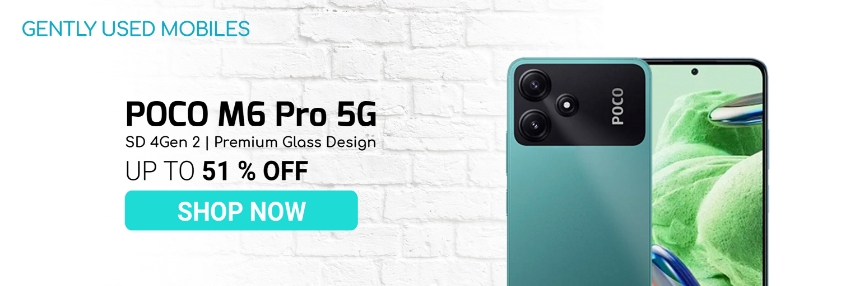 GENTLY USED MOBILES
POCO M6 Pro 5G
SD 4Gen 2 | Premium Glass Design
UP TO 51 % OFF
SHOP NOW
POCO